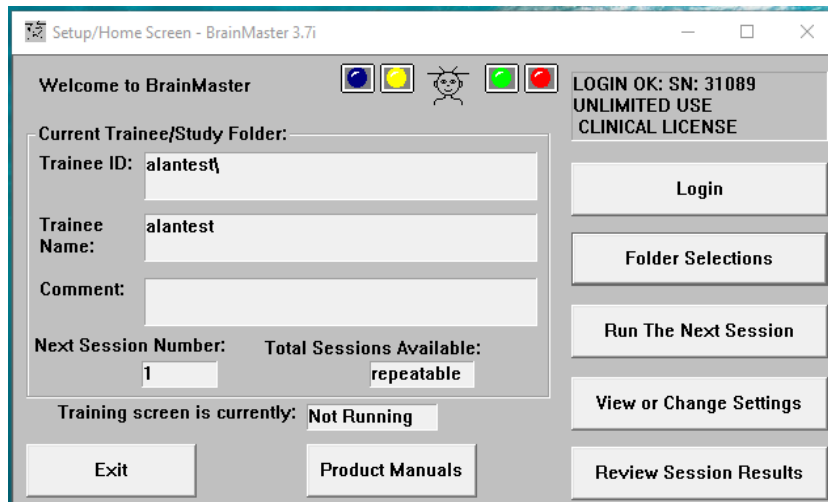 Setup/Home Screen - BrainMaster 3.7i
Welcome to BrainMaster
LOGIN OK: SN: 31089
UNLIMITED USE
CLINICAL LICENSE
Current Trainee/Study Folder:
Trainee ID: alantest\
Trainee
Name: alantest
Comment:
Next Session Number:
1
Total Sessions Available:
repeatable
Training screen is currently: Not Running
Exit
Product Manuals
Login
Folder Selections
Run The Next Session
View or Change Settings
Review Session Results